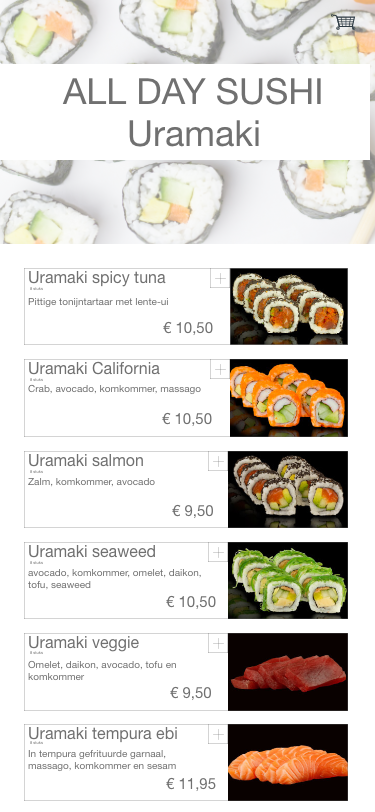 ALL DAY SUSHI
Uramaki
Uramaki spicy tuna
8 stuks
Pittige tonijntartaar met lente-ui
€ 10,50
Uramaki California
8 stuks
Crab, avocado, komkommer, massago
€ 10,50
Uramaki salmon
8 stuks
Zalm, komkommer, avocado
€ 9,50
Uramaki seaweed
8 stuks
avocado, komkommer, omelet, daikon,
tofu, seaweed
€ 10,50
Uramaki veggie
8 stuks
Omelet, daikon, avocado, tofu en
komkommer
€ 9,50
Uramaki tempura ebi
8 stuks
In tempura gefrituurde garnaal,
massago, komkommer en sesam
€ 11,95